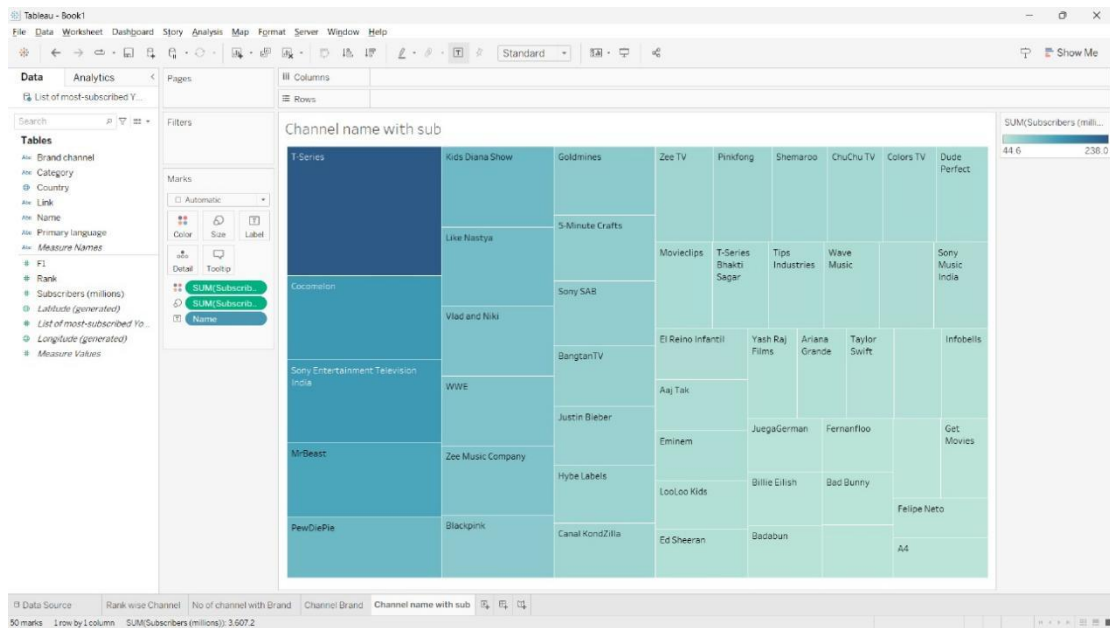 Tableau - Book1
File Data Worksheet Dashboard Story Analysis Map Format Server Window Help
Standard
Show Me
Data Analytics
Pages
Columns
List of most-subscribed Y...
Rows
Search
Filters
Tables
Abc Brand channel
Abc Category
Country
Abc Link
Abc Name
Abc Primary language
Abc Measure Names
# F1
# Rank
# Subscribers (millions)
Latitude (generated)
# List of most-subscribed Yo...
Longitude (generated)
# Measure Values
Marks
Automatic
Color Size Label
Detail Tooltip
SUM(Subscrib..
SUM(Subscrib..
Name
Channel name with sub
T-Series
Cocomelon
Sony Entertainment Television
India
MrBeast
PewDiePie
Kids Diana Show
Like Nastya
Vlad and Niki
WWE
Zee Music Company
Blackpink
Goldmines
5-Minute Crafts
Sony SAB
BangtanTV
Justin Bieber
Hybe Labels
Canal KondZilla
Zee TV
Pinkfong
Shemaroo
ChuChu TV
Colors TV
Dude
Perfect
Movieclips
T-Series
Bhakti
Sagar
Tips
Industries
Wave
Music
Sony
Music
India
El Reino Infantil
Aaj Tak
Eminem
LooLoo Kids
Ed Sheeran
Yash Raj
Films
Ariana
Grande
Taylor
Swift
Infobells
JuegaGerman
Fernanfloo
Get
Movies
Billie Eilish
Bad Bunny
Badabun
Felipe Neto
A4
SUM(Subscribers (milli...
44.6 238.0
Data Source Rank wise Channel No of channel with Brand Channel Brand Channel name with sub
50 marks 1 row by 1 column SUM(Subscribers (millions)): 3,607.2